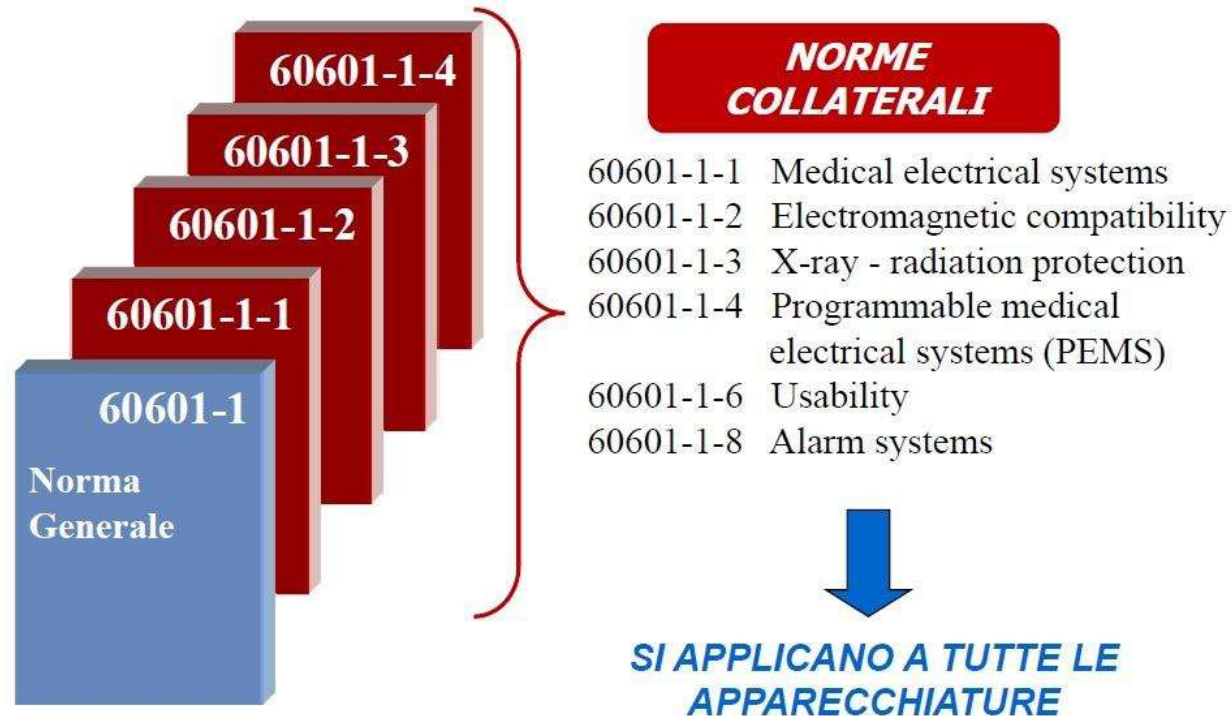 60601-1-4
60601-1-3
60601-1-2
60601-1-1
60601-1
Norma
Generale
NORME
COLLATERALI
60601-1-1 Medical electrical systems
60601-1-2 Electromagnetic compatibility
60601-1-3 X-ray - radiation protection
60601-1-4 Programmable medical
electrical systems (PEMS)
60601-1-6 Usability
60601-1-8 Alarm systems
SI APPLICANO A TUTTE LE
APPARECCHIATURE